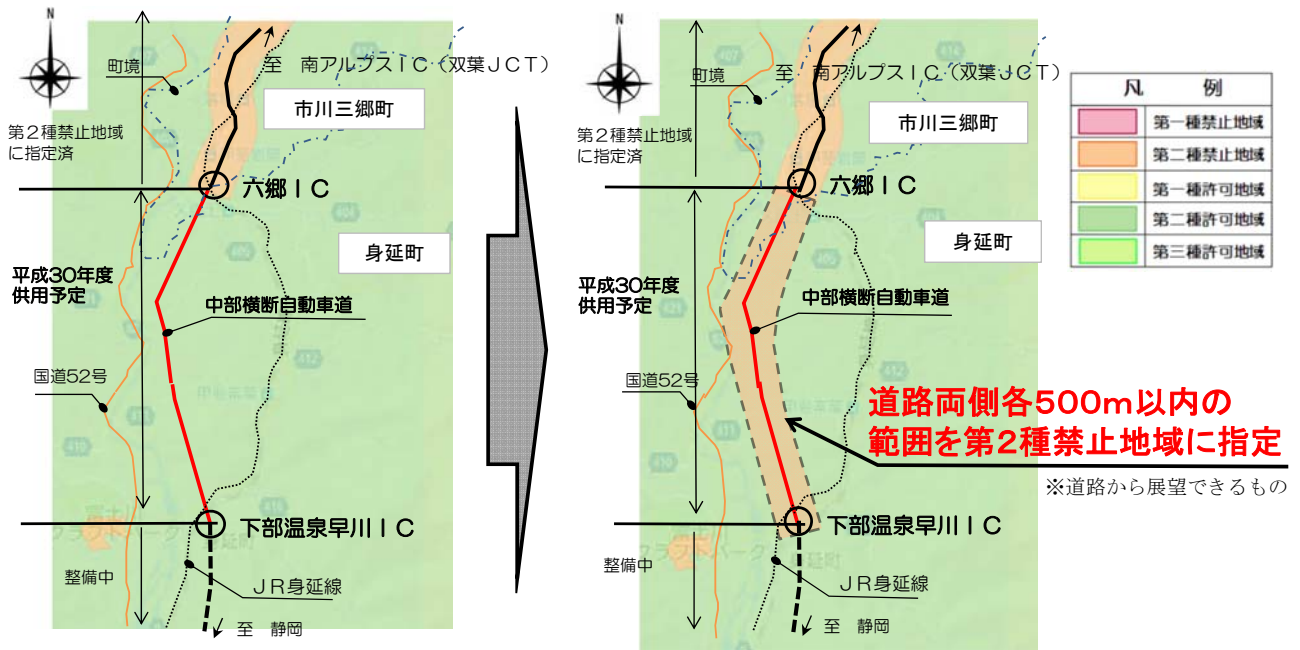 N
町境
至 南アルプスＩＣ（双葉ＪＣＴ）
市川三郷町
第２種禁止地域
に指定済
六郷ＩＣ
身延町
平成30年度
供用予定
中部横断自動車道
国道52号
下部温泉早川ＩＣ
整備中
ＪＲ身延線
至 静岡
N
町境
至 南アルプスＩＣ（双葉ＪＣＴ）
市川三郷町
第２種禁止地域
に指定済
六郷ＩＣ
身延町
平成30年度
供用予定
中部横断自動車道
国道52号
道路両側各500ｍ以内の
範囲を第2種禁止地域に指定
※道路から展望できるもの
下部温泉早川ＩＣ
クラフトパーク
整備中
ＪＲ身延線
至 静岡
凡 例
第一種禁止地域
第二種禁止地域
第一種許可地域
第二種許可地域
第三種許可地域